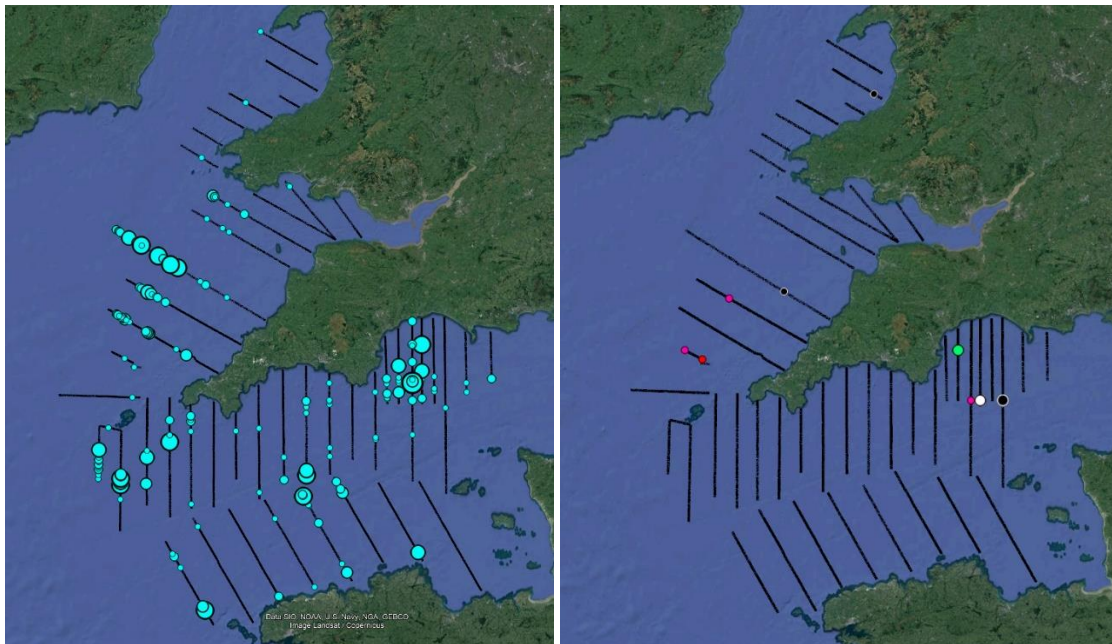 Data SIO, NOAA, U.S. Navy, NGA, GEBCO
Image Landsat / Copernicus